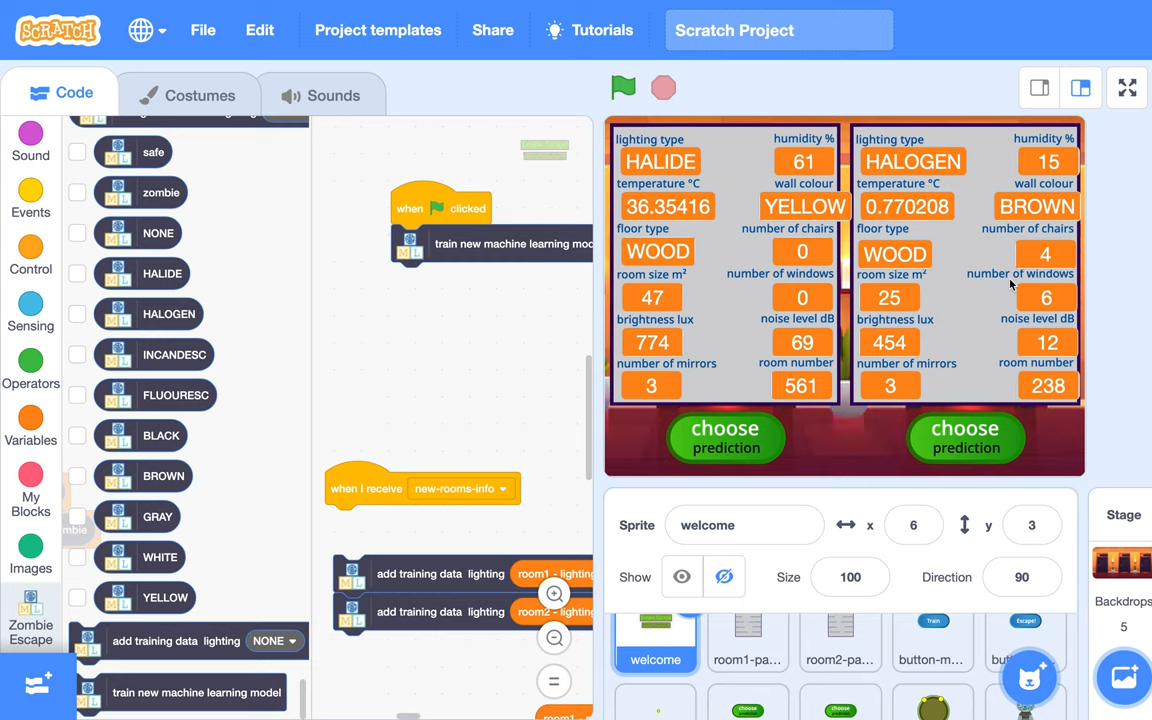 SCRATCH File Edit Project templates Share Tutorials Scratch Project
Code Costumes Sounds
Sound
Events
Control
Sensing
Operators
Variables
My
Blocks
Images
Zombie
Escape
safe
zombie
NONE
HALIDE
HALOGEN
INCANDESC
FLUOURESC
BLACK
BROWN
GRAY
WHITE
YELLOW
add training data lighting NONE
train new machine learning model
when clicked
train new machine learning mod
when I receive new-rooms-info
add training data lighting room1 - lighting
add training data lighting room2 - lighting
room1 -
lighting type humidity %
HALIDE 61
temperature °C wall colour
36.35416 YELLOW
floor type number of chairs
WOOD 0
room size m² number of windows
47 0
brightness lux noise level dB
774 69
number of mirrors room number
3 561
choose
prediction
lighting type humidity %
HALOGEN 15
temperature °C wall colour
0.770208 BROWN
floor type number of chairs
WOOD 4
room size m² number of windows
25 6
brightness lux noise level dB
454 12
number of mirrors room number
3 238
choose
prediction
Sprite welcome x 6 y 3
Show Size 100 Direction 90
welcome room1-pa... room2-pa... button-m... but
Train Escape!
choose choose
Stage
Backdrops
5